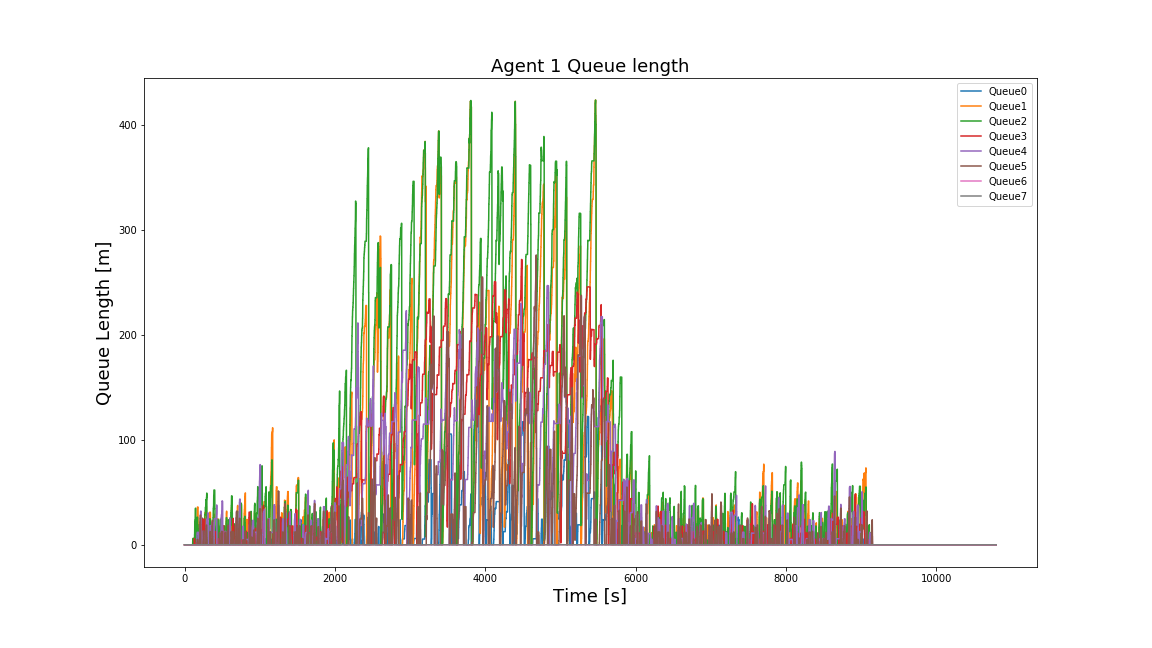 Agent 1 Queue length
Queue0
Queue1
Queue2
Queue3
Queue4
Queue5
Queue6
Queue7
Queue Length [m]
400
300
200
100
0
0 2000 4000 6000 8000 10000
Time [s]